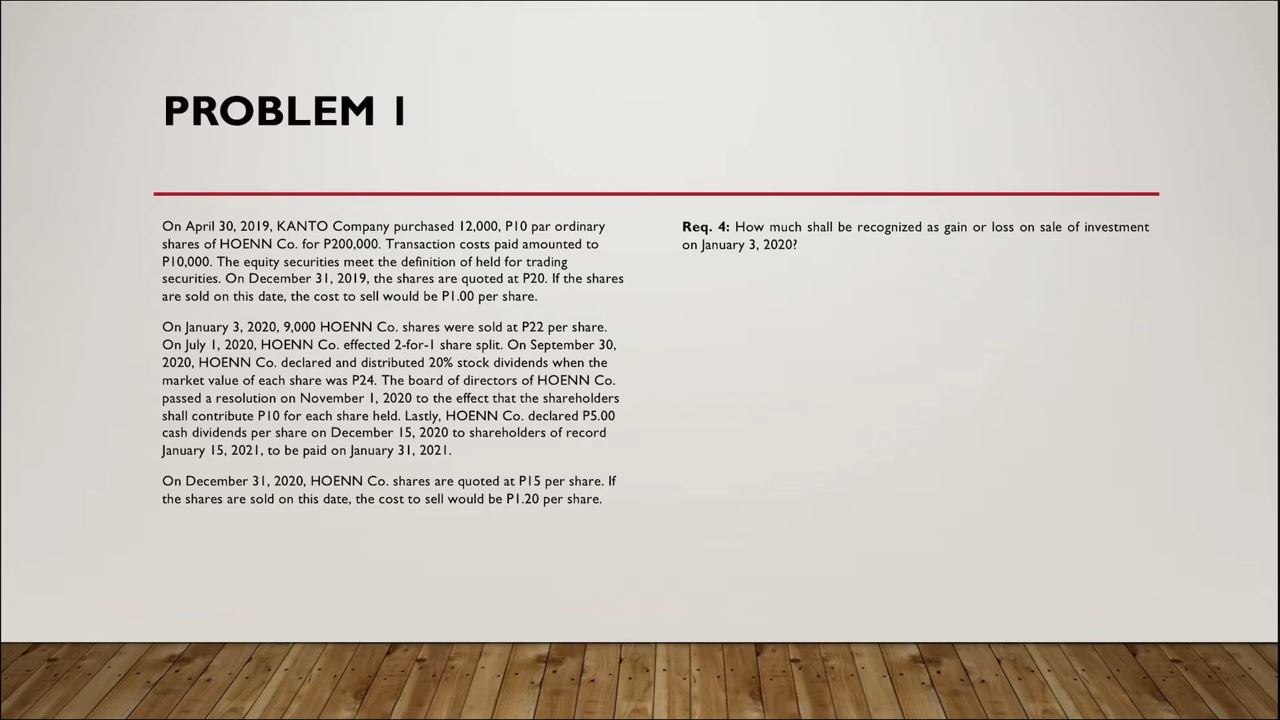 PROBLEM 1
On April 30, 2019, KANTO Company purchased 12,000, P10 par ordinary
shares of HOENN Co. for P200,000. Transaction costs paid amounted to
P10,000. The equity securities meet the definition of held for trading
securities. On December 31, 2019, the shares are quoted at P20. If the shares
are sold on this date, the cost to sell would be P1.00 per share.
On January 3, 2020, 9,000 HOENN Co. shares were sold at P22 per share.
On July 1, 2020, HOENN Co. effected 2-for-1 share split. On September 30,
2020, HOENN Co. declared and distributed 20% stock dividends when the
market value of each share was P24. The board of directors of HOENN Co.
passed a resolution on November 1, 2020 to the effect that the shareholders
shall contribute P10 for each share held. Lastly, HOENN Co. declared P5.00
cash dividends per share on December 15, 2020 to shareholders of record
January 15, 2021, to be paid on January 31, 2021.
On December 31, 2020, HOENN Co. shares are quoted at P15 per share. If
the shares are sold on this date, the cost to sell would be P1.20 per share.
Req. 4: How much shall be recognized as gain or loss on sale of investment
on January 3, 2020?